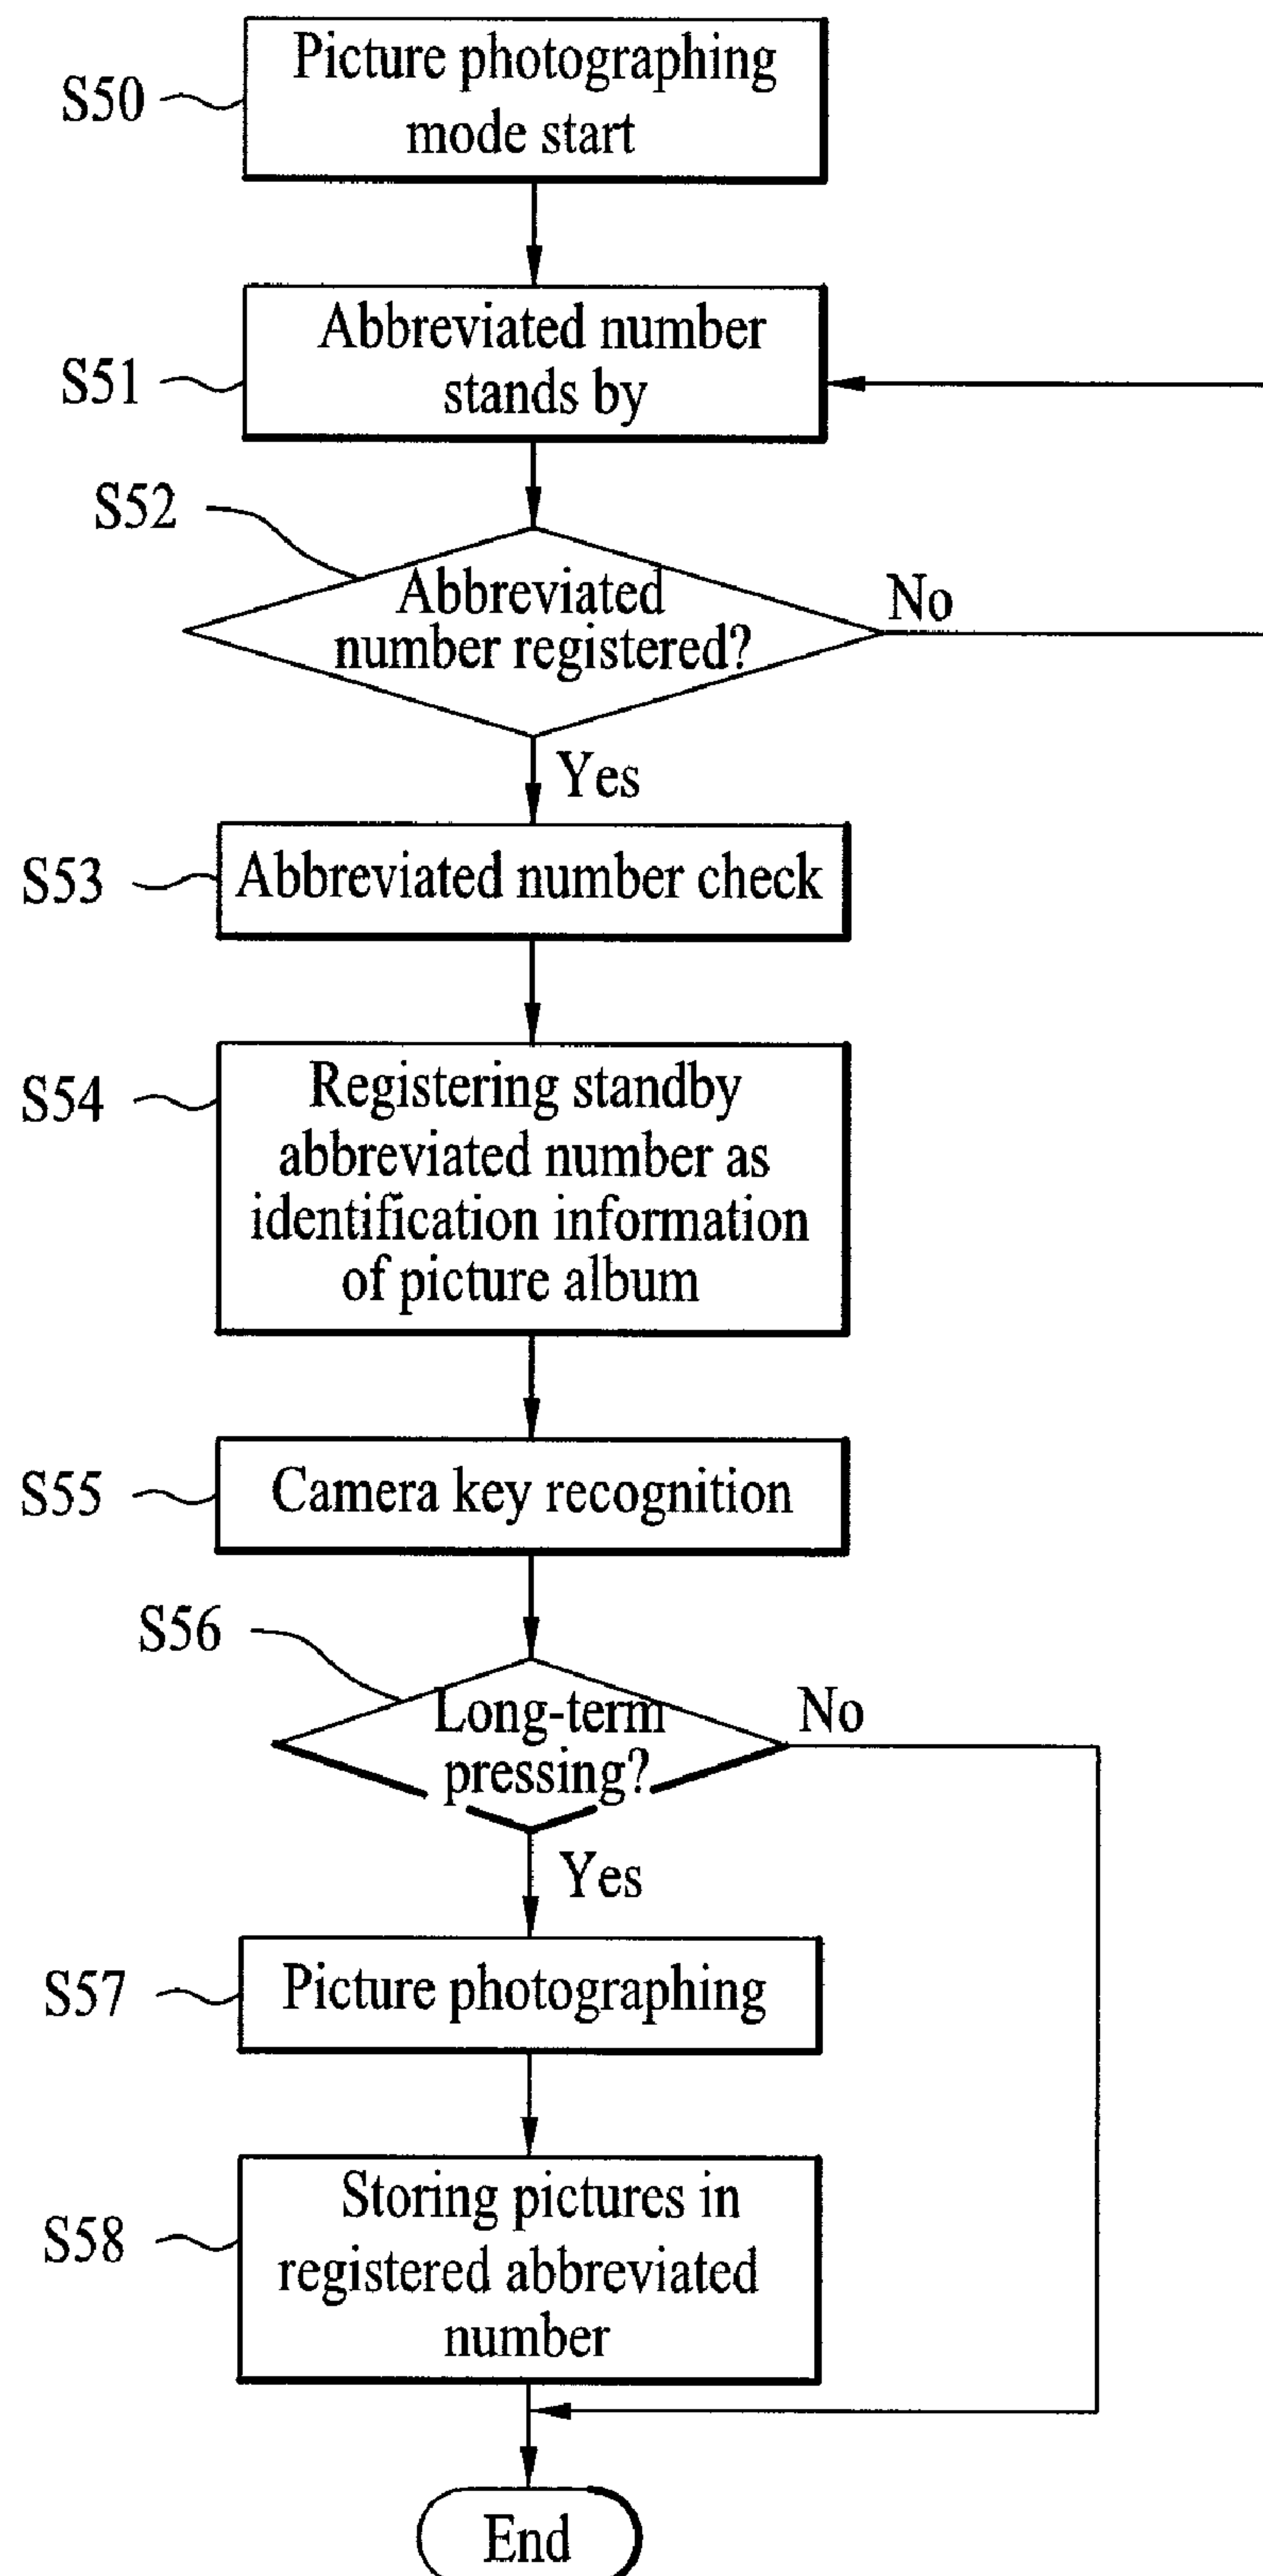 S50
Picture photographing
mode start
S51
Abbreviated number
stands by
S52
Abbreviated
number registered?
No
Yes
S53
Abbreviated number check
S54
Registering standby
abbreviated number as
identification information
of picture album
S55
Camera key recognition
S56
Long-term
pressing?
No
Yes
S57
Picture photographing
S58
Storing pictures in
registered abbreviated
number
End